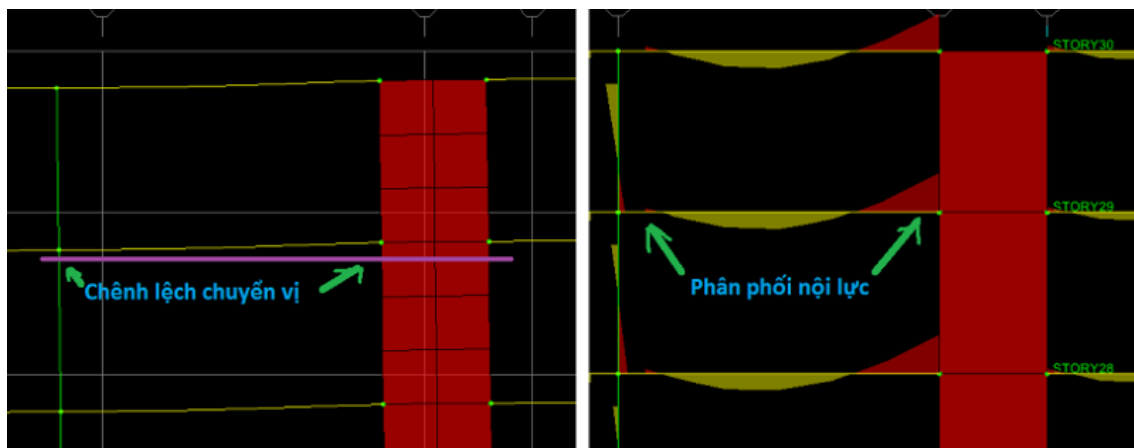 STORY30
STORY29
Chênh lệch chuyển vị
Phân phối nội lực
STORY28